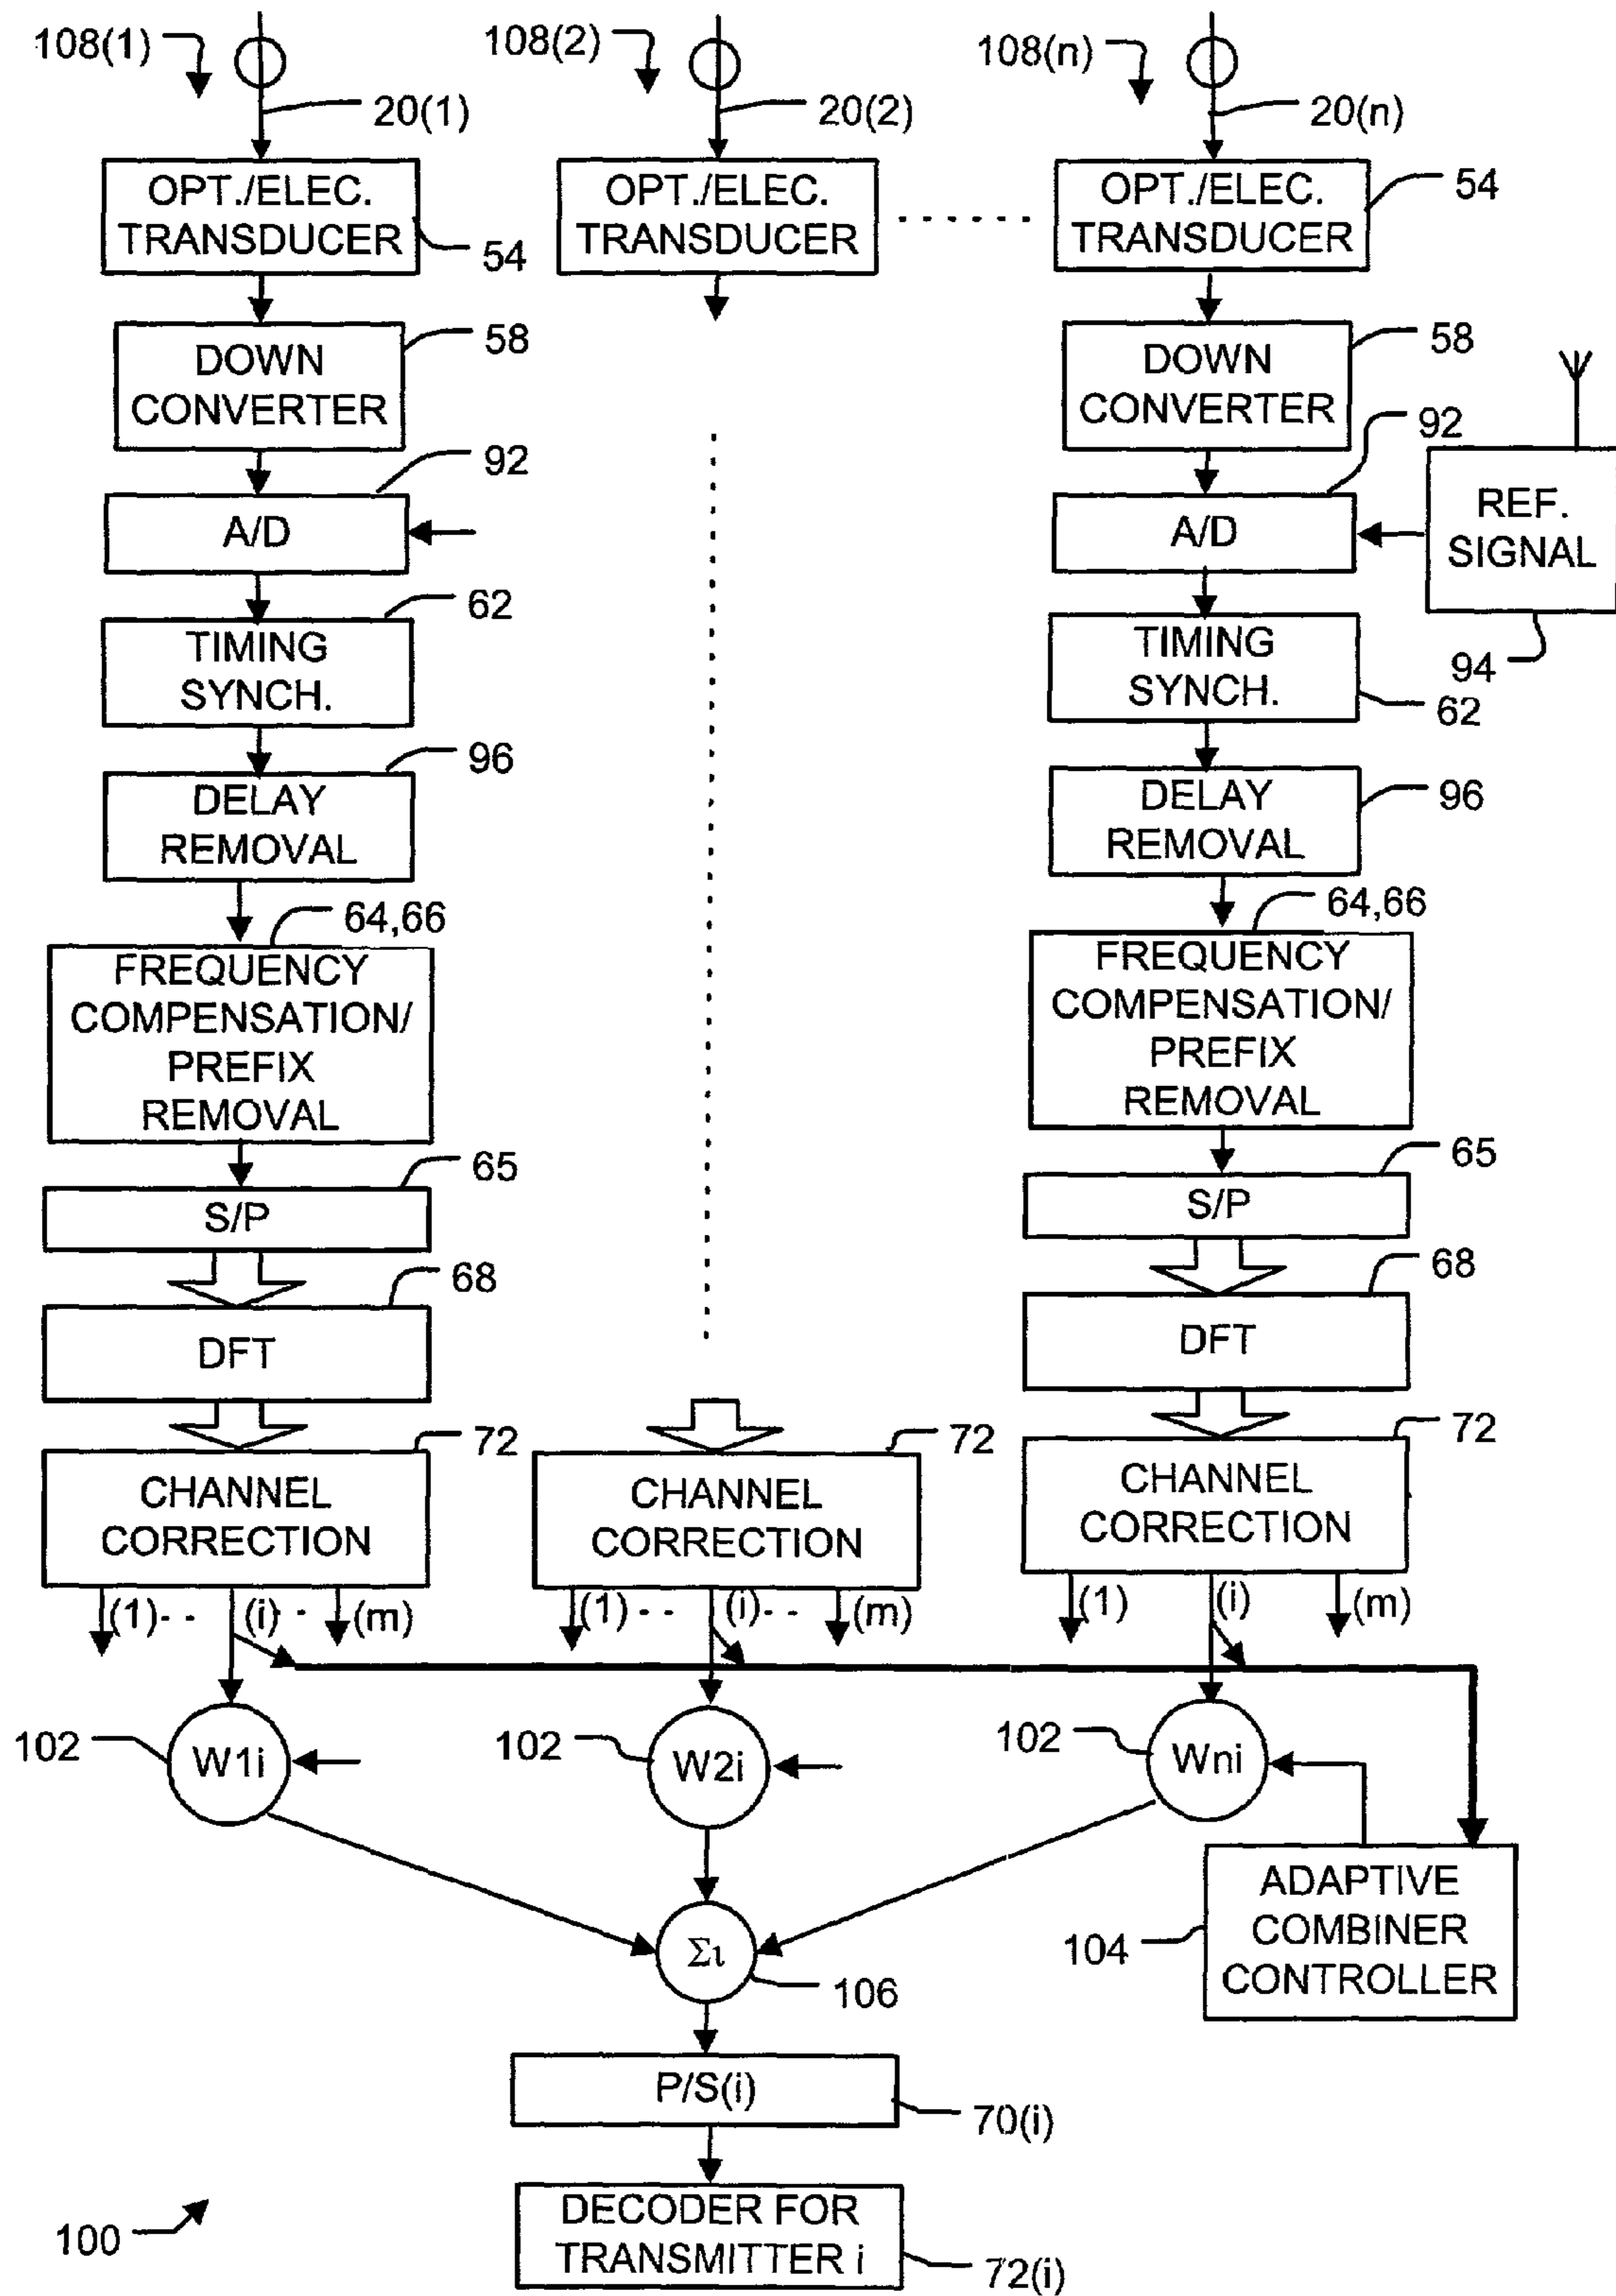 108(1)
108(2)
108(n)
20(1)
20(2)
20(n)
OPT./ELEC.
TRANSDUCER
54
OPT./ELEC.
TRANSDUCER
OPT./ELEC.
TRANSDUCER
54
DOWN
CONVERTER
58
DOWN
CONVERTER
58
A/D
92
A/D
92
REF.
SIGNAL
94
TIMING
SYNCH.
62
TIMING
SYNCH.
62
DELAY
REMOVAL
96
DELAY
REMOVAL
96
64,66
FREQUENCY
COMPENSATION/
PREFIX
REMOVAL
64,66
FREQUENCY
COMPENSATION/
PREFIX
REMOVAL
65
S/P
65
S/P
68
DFT
68
DFT
72
CHANNEL
CORRECTION
72
CHANNEL
CORRECTION
72
CHANNEL
CORRECTION
(1)- - (i) - (m)
(1)- - (i)- - (m)
(1) (i) (m)
102
W1i
102
W2i
102
Wni
ADAPTIVE
COMBINER
CONTROLLER
104
Σι
106
P/S(i)
70(i)
DECODER FOR
TRANSMITTER i
72(i)
100